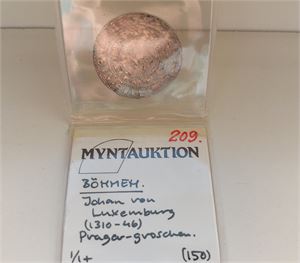 209.
MYNTAUKTION
BÖHMEN.
Johan von
Luxemburg
(1310-46)
Prager-groschen.
1/1+ (150)